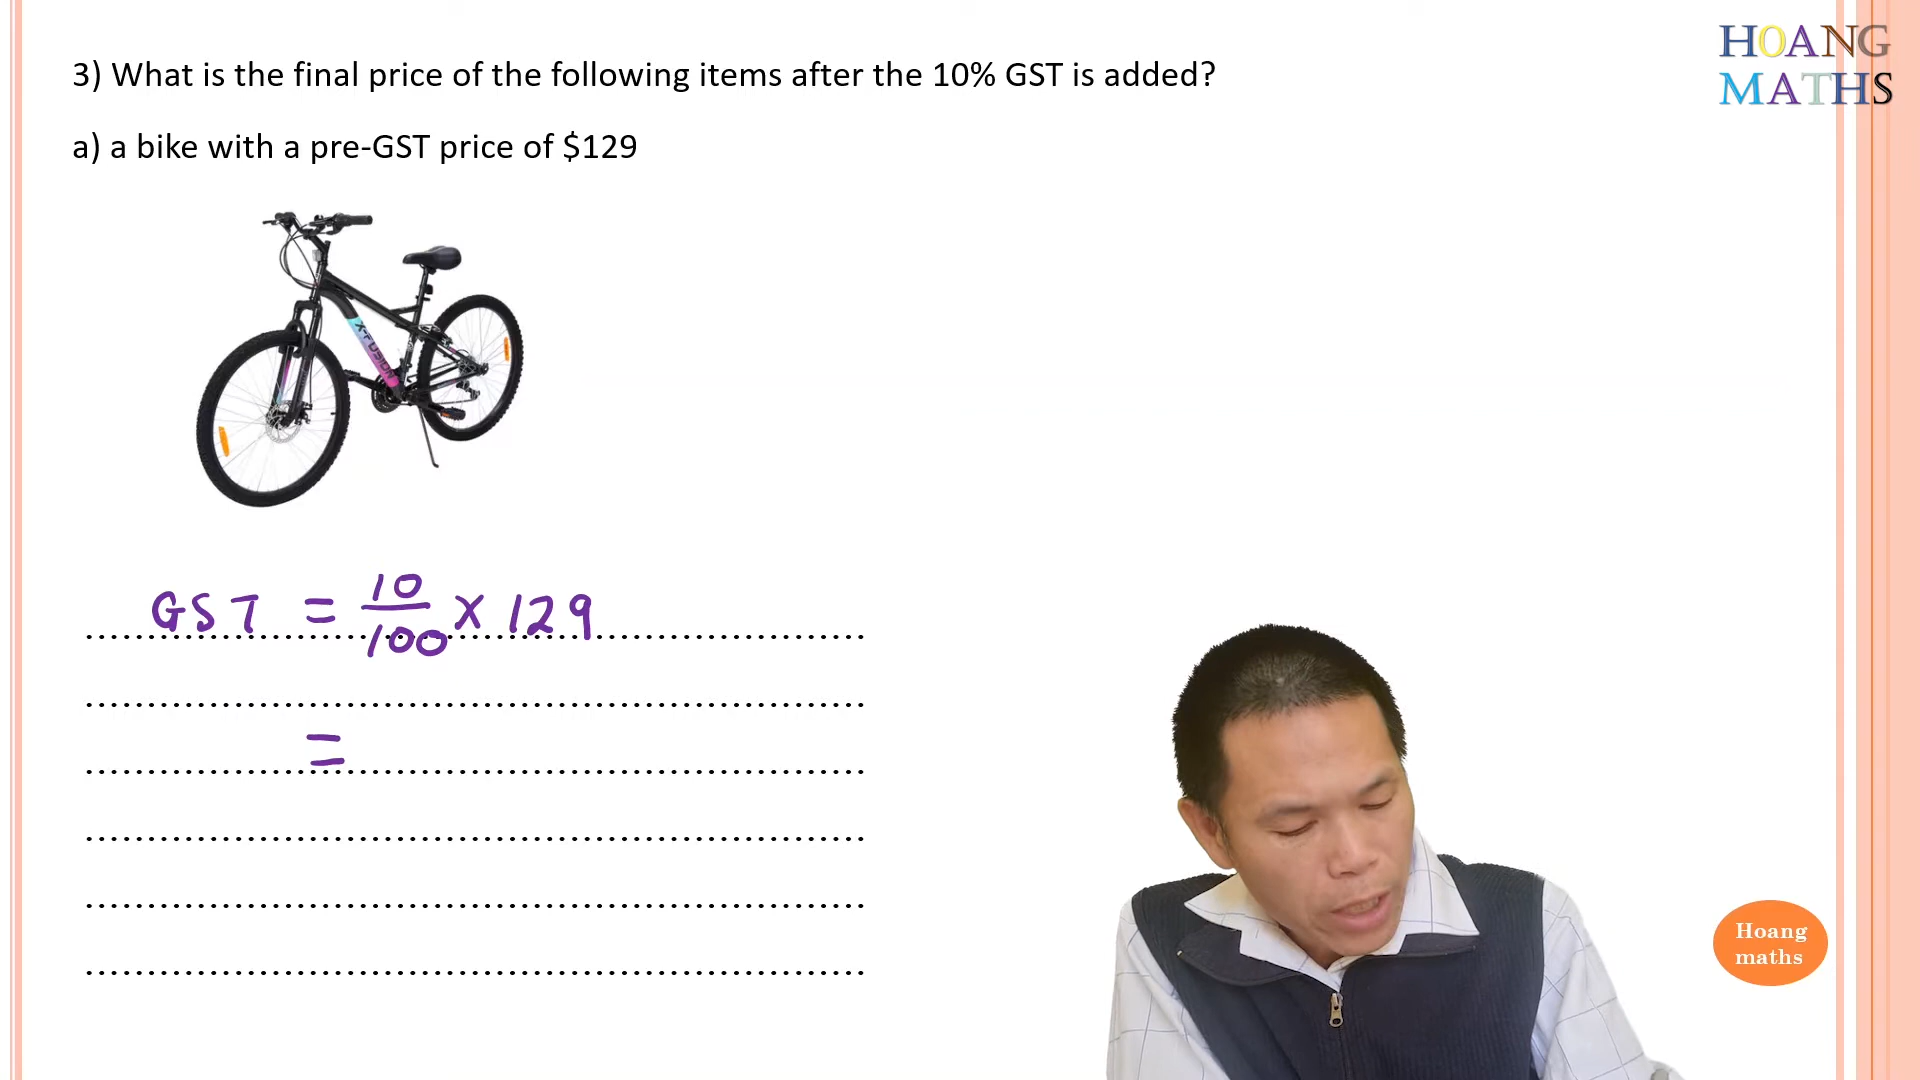 HOANG
MATHS
3) What is the final price of the following items after the 10% GST is added?
a) a bike with a pre-GST price of $129
X-FUSION
GST = 10/100 × 129
=
Hoang
maths